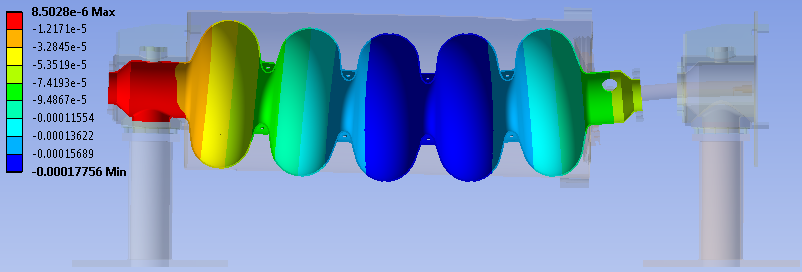 8.5028e-6 Max
-1.2171e-5
-3.2845e-5
-5.3519e-5
-7.4193e-5
-9.4867e-5
-0.00011554
-0.00013622
-0.00015689
-0.00017756 Min